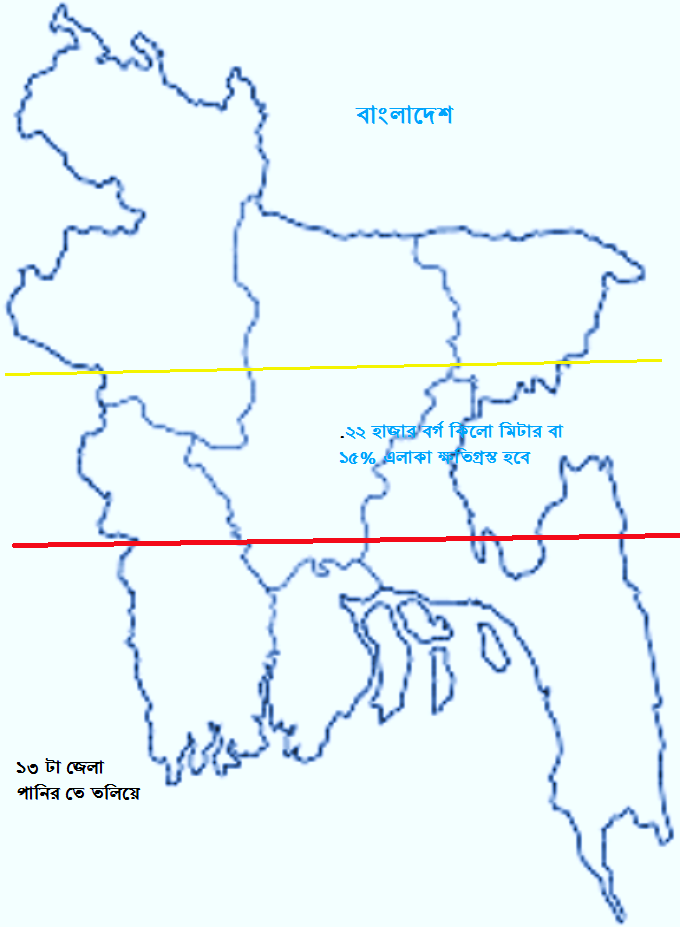 বাংলাদেশ
.২২ হাজার বর্গ কিলো মিটার বা
১৫% এলাকা ক্ষতিগ্রস্ত হবে
১৩ টা জেলা
পানির তে তলিয়ে